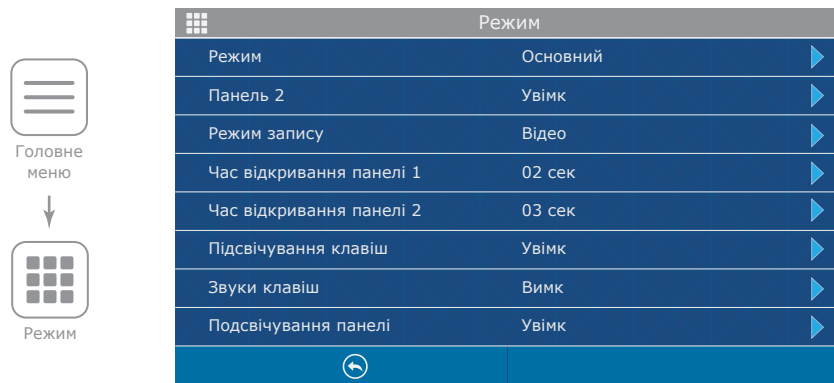 Головне
меню
Режим
Режим
Режим Основний
Панель 2 Увімк
Режим запису Відео
Час відкривання панелі 1 02 сек
Час відкривання панелі 2 03 сек
Підсвічування клавіш Увімк
Звуки клавіш Вимк
Подсвічування панелі Увімк